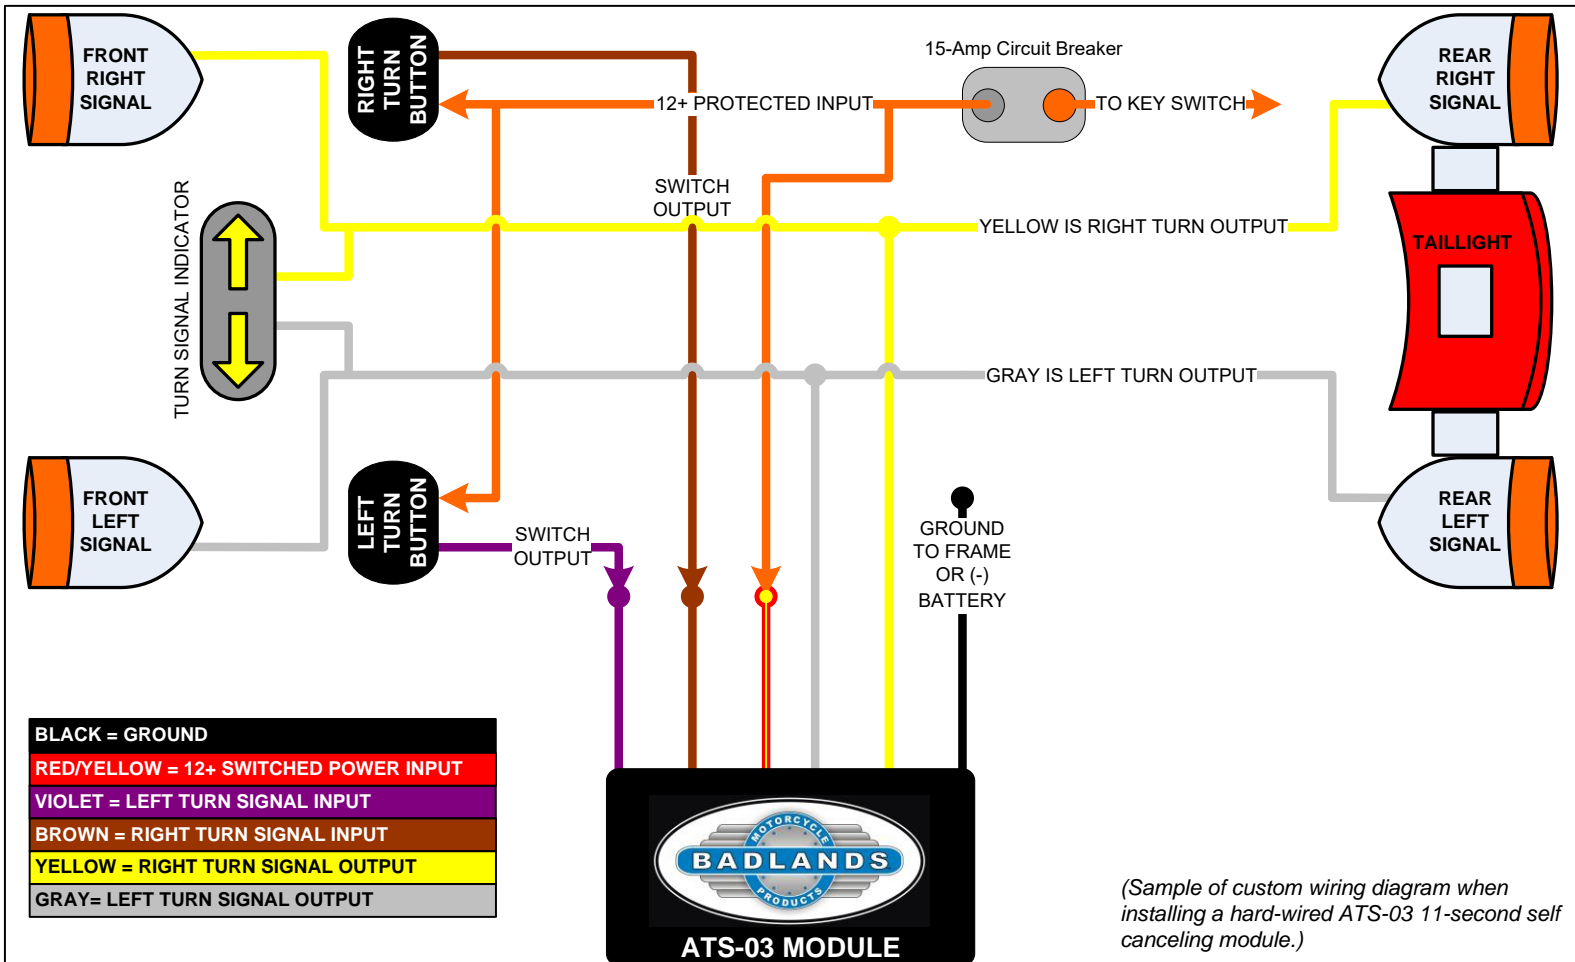 FRONT
RIGHT
SIGNAL
RIGHT
TURN
BUTTON
15-Amp Circuit Breaker
12+ PROTECTED INPUT
TO KEY SWITCH
REAR
RIGHT
SIGNAL
SWITCH
OUTPUT
TURN SIGNAL INDICATOR
YELLOW IS RIGHT TURN OUTPUT
TAILLIGHT
GRAY IS LEFT TURN OUTPUT
FRONT
LEFT
SIGNAL
LEFT
TURN
BUTTON
SWITCH
OUTPUT
GROUND
TO FRAME
OR (-)
BATTERY
REAR
LEFT
SIGNAL
BLACK = GROUND
RED/YELLOW = 12+ SWITCHED POWER INPUT
VIOLET = LEFT TURN SIGNAL INPUT
BROWN = RIGHT TURN SIGNAL INPUT
YELLOW = RIGHT TURN SIGNAL OUTPUT
GRAY= LEFT TURN SIGNAL OUTPUT
MOTORCYCLE
BADLANDS
PRODUCTS
ATS-03 MODULE
(Sample of custom wiring diagram when
installing a hard-wired ATS-03 11-second self
canceling module.)